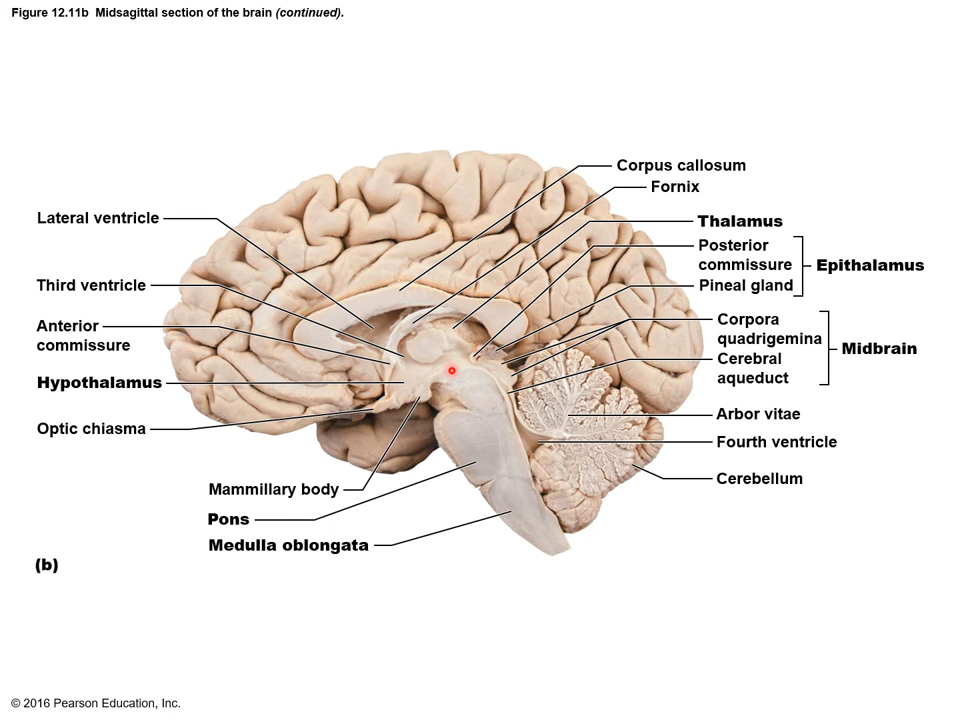 Figure 12.11b Midsagittal section of the brain (continued).
Corpus callosum
Fornix
Lateral ventricle
Thalamus
Posterior
commissure
Epithalamus
Pineal gland
Third ventricle
Anterior
commissure
Corpora
quadrigemina
Midbrain
Cerebral
aqueduct
Hypothalamus
Optic chiasma
Arbor vitae
Fourth ventricle
Cerebellum
Mammillary body
Pons
Medulla oblongata
(b)
© 2016 Pearson Education, Inc.